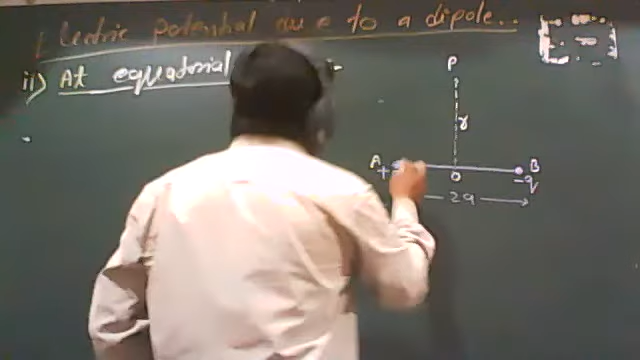 Electric potential due to a dipole..
ii) At equatorial
P
r
A
B
+
O
-q
2a